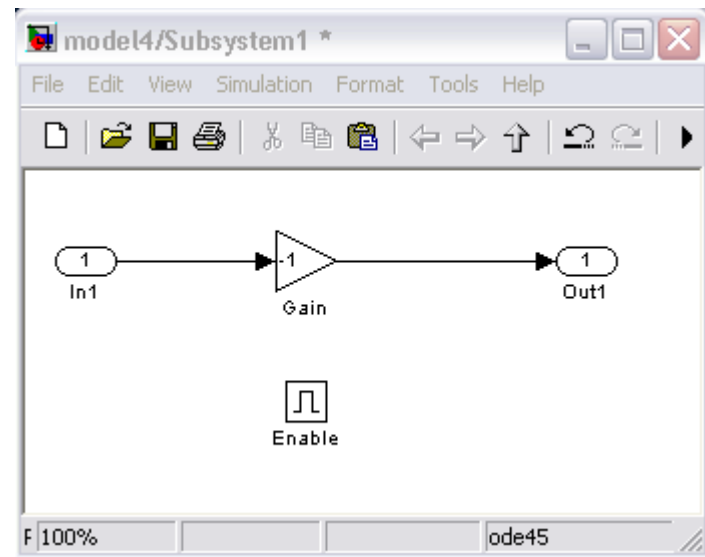 model4/Subsystem1 *
File Edit View Simulation Format Tools Help
1 -1 1
In1 Gain Out1
Enable
F 100% ode45